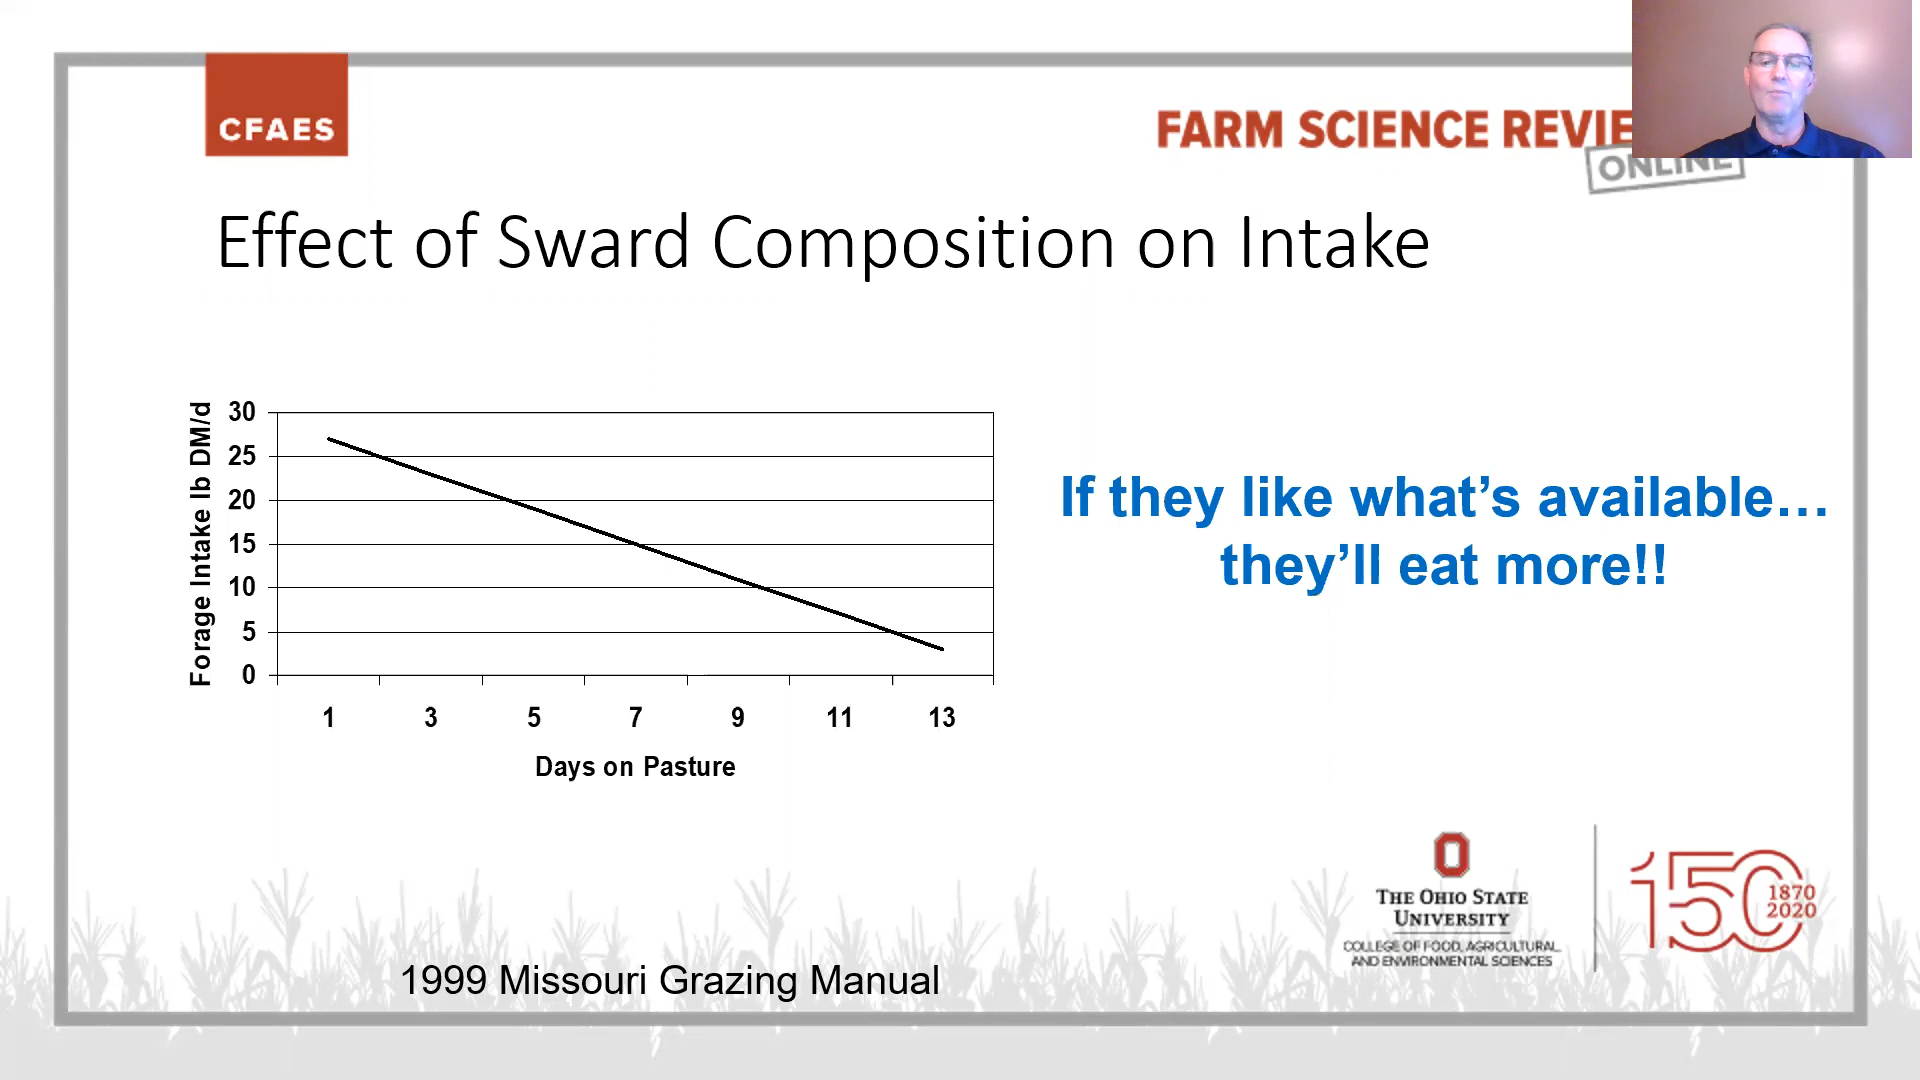 CFAES
FARM SCIENCE REVIE
ONLINE
Effect of Sward Composition on Intake
Forage Intake lb DM/d
30
25
20
15
10
5
0
1 3 5 7 9 11 13
Days on Pasture
If they like what’s available…
they’ll eat more!!
THE OHIO STATE
UNIVERSITY
COLLEGE OF FOOD, AGRICULTURAL,
AND ENVIRONMENTAL SCIENCES
150
1870
2020
1999 Missouri Grazing Manual